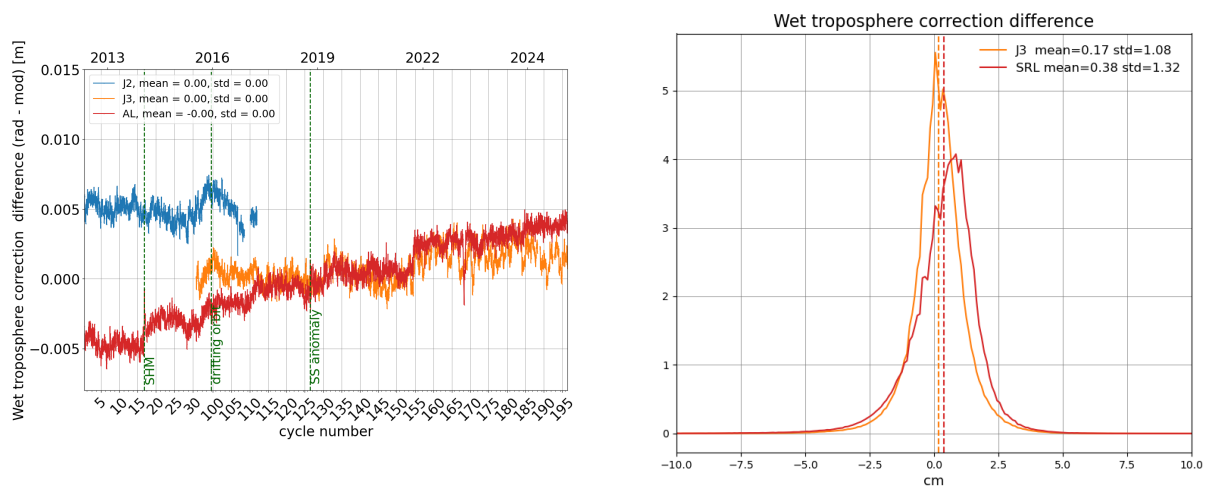 Wet troposphere correction  difference (rad - mod) [m]
2013 2016 2019 2022 2024
0.015
0.010
0.005
0.000
−0.005
J2, mean = 0.00, std = 0.00
J3, mean = 0.00, std = 0.00
AL, mean = -0.00, std = 0.00
SHM
drifting orbit
SS anomaly
5 10 15 20 25 30 100 105 110 115 120 125 130 135 140 145 150 155 160 165 170 175 180 185 190 195
cycle number
Wet troposphere correction difference
J3  mean=0.17 std=1.08
SRL mean=0.38 std=1.32
5
4
3
2
1
0
−10.0 −7.5 −5.0 −2.5 0.0 2.5 5.0 7.5 10.0
cm